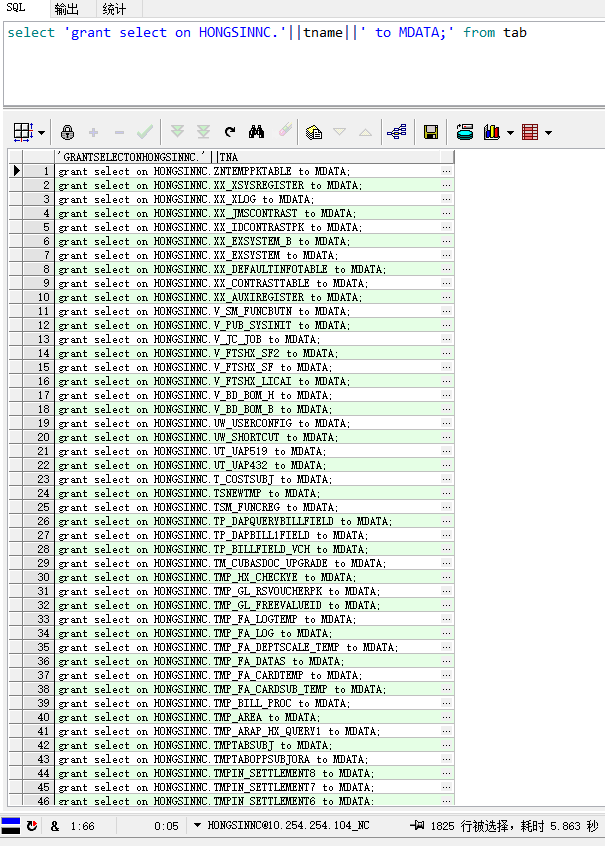 SQL 输出 统计
select 'grant select on HONGSINNC.'||tname||' to MDATA;' from tab
'GRANTSELECTONHONGSINNC.'||TNA
1 grant select on HONGSINNC.ZNTEMPPKTABLE to MDATA; ...
2 grant select on HONGSINNC.XX_XSYSREGISTER to MDATA; ...
3 grant select on HONGSINNC.XX_XLOG to MDATA; ...
4 grant select on HONGSINNC.XX_JMSCONTRAST to MDATA; ...
5 grant select on HONGSINNC.XX_IDCONTRASTPK to MDATA; ...
6 grant select on HONGSINNC.XX_EXSYSTEM_B to MDATA; ...
7 grant select on HONGSINNC.XX_EXSYSTEM to MDATA; ...
8 grant select on HONGSINNC.XX_DEFAULTINFOTABLE to MDATA; ...
9 grant select on HONGSINNC.XX_CONTRASTTABLE to MDATA; ...
10 grant select on HONGSINNC.XX_AUXIREGISTER to MDATA; ...
11 grant select on HONGSINNC.V_SM_FUNCBUTN to MDATA; ...
12 grant select on HONGSINNC.V_PUB_SYSINIT to MDATA; ...
13 grant select on HONGSINNC.V_JC_JOB to MDATA; ...
14 grant select on HONGSINNC.V_FTSHX_SF2 to MDATA; ...
15 grant select on HONGSINNC.V_FTSHX_SF to MDATA; ...
16 grant select on HONGSINNC.V_FTSHX_LICAI to MDATA; ...
17 grant select on HONGSINNC.V_BD_BOM_H to MDATA; ...
18 grant select on HONGSINNC.V_BD_BOM_B to MDATA; ...
19 grant select on HONGSINNC.UW_USERCONFIG to MDATA; ...
20 grant select on HONGSINNC.UW_SHORTCUT to MDATA; ...
21 grant select on HONGSINNC.UT_UAP519 to MDATA; ...
22 grant select on HONGSINNC.UT_UAP432 to MDATA; ...
23 grant select on HONGSINNC.T_COSTSUBJ to MDATA; ...
24 grant select on HONGSINNC.TSNEWTMP to MDATA; ...
25 grant select on HONGSINNC.TSM_FUNCREG to MDATA; ...
26 grant select on HONGSINNC.TP_DAPQUERYBILLFIELD to MDATA; ...
27 grant select on HONGSINNC.TP_DAPBILL1FIELD to MDATA; ...
28 grant select on HONGSINNC.TP_BILLFIELD_VCH to MDATA; ...
29 grant select on HONGSINNC.TM_CUBASDOC_UPGRADE to MDATA; ...
30 grant select on HONGSINNC.TMP_HX_CHECKYE to MDATA; ...
31 grant select on HONGSINNC.TMP_GL_RSVOUCHERPK to MDATA; ...
32 grant select on HONGSINNC.TMP_GL_FREEVALUEID to MDATA; ...
33 grant select on HONGSINNC.TMP_FA_LOGTEMP to MDATA; ...
34 grant select on HONGSINNC.TMP_FA_LOG to MDATA; ...
35 grant select on HONGSINNC.TMP_FA_DEPTSCALE_TEMP to MDATA; ...
36 grant select on HONGSINNC.TMP_FA_DATAS to MDATA; ...
37 grant select on HONGSINNC.TMP_FA_CARDTEMP to MDATA; ...
38 grant select on HONGSINNC.TMP_FA_CARDSUB_TEMP to MDATA; ...
39 grant select on HONGSINNC.TMP_BILL_PROC to MDATA; ...
40 grant select on HONGSINNC.TMP_AREA to MDATA; ...
41 grant select on HONGSINNC.TMP_ARAP_HX_QUERY1 to MDATA; ...
42 grant select on HONGSINNC.TMPTABSUBJ to MDATA; ...
43 grant select on HONGSINNC.TMPTABOPPSUBJORA to MDATA; ...
44 grant select on HONGSINNC.TMPIN_SETTLEMENT8 to MDATA; ...
45 grant select on HONGSINNC.TMPIN_SETTLEMENT7 to MDATA; ...
46 grant select on HONGSINNC.TMPIN_SETTLEMENT6 to MDATA; ...
& 1:66 0:05 HONGSINNC@10.254.254.104_NC 1825 行被选择, 耗时 5.863 秒